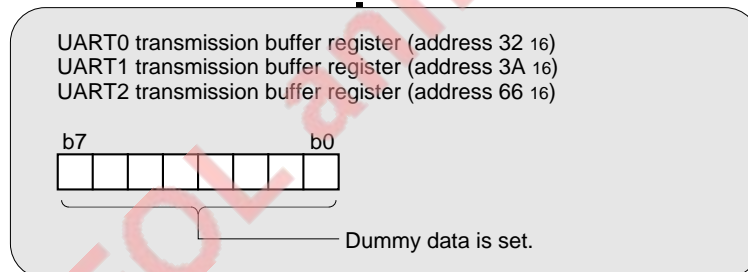 UART0 transmission buffer register (address 32 16)
UART1 transmission buffer register (address 3A 16)
UART2 transmission buffer register (address 66 16)
b7 b0
Dummy data is set.